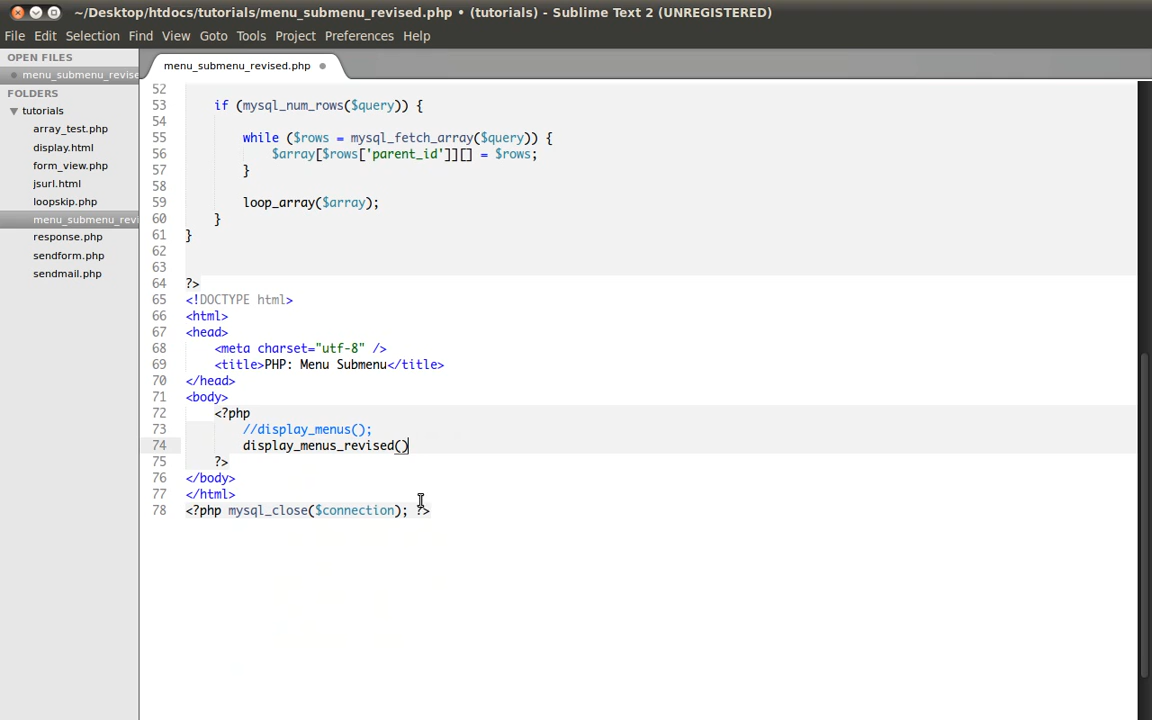 ~/Desktop/htdocs/tutorials/menu_submenu_revised.php • (tutorials) - Sublime Text 2 (UNREGISTERED)
File Edit Selection Find View Goto Tools Project Preferences Help
OPEN FILES
menu_submenu_revise
FOLDERS
tutorials
array_test.php
display.html
form_view.php
jsurl.html
loopskip.php
menu_submenu_revi
response.php
sendform.php
sendmail.php
menu_submenu_revised.php
52
53 if (mysql_num_rows($query)) {
54
55 while ($rows = mysql_fetch_array($query)) {
56 $array[$rows['parent_id']][] = $rows;
57 }
58
59 loop_array($array);
60 }
61 }
62
63
64 ?>
65 <!DOCTYPE html>
66 <html>
67 <head>
68 <meta charset="utf-8" />
69 <title>PHP: Menu Submenu</title>
70 </head>
71 <body>
72 <?php
73 //display_menus();
74 display_menus_revised()
75 ?>
76 </body>
77 </html>
78 <?php mysql_close($connection); ?>